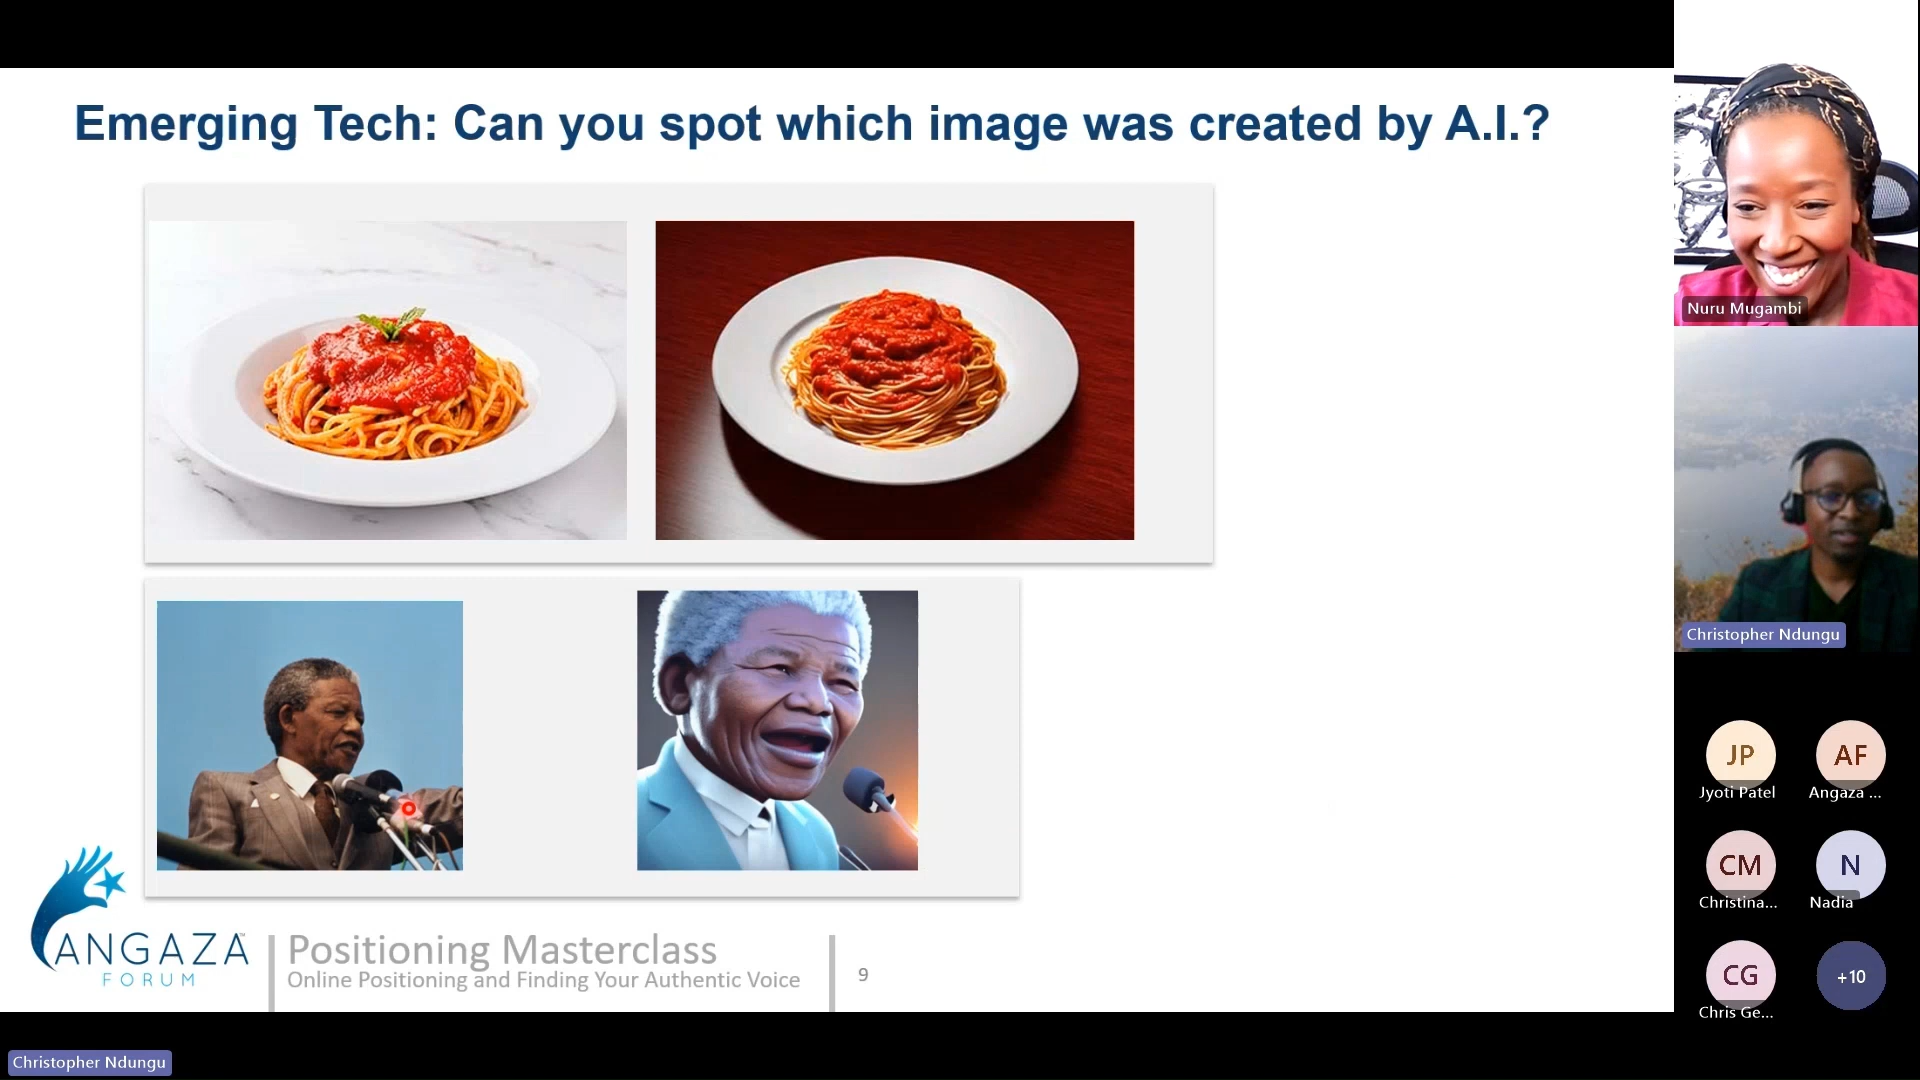 Emerging Tech: Can you spot which image was created by A.I.?
Nuru Mugambi
Christopher Ndungu
JP
AF
Jyoti Patel
Angaza ...
CM
N
Christina...
Nadia
CG
+10
Chris Ge...
ANGAZA™
FORUM
Positioning Masterclass
Online Positioning and Finding Your Authentic Voice
9
Christopher Ndungu